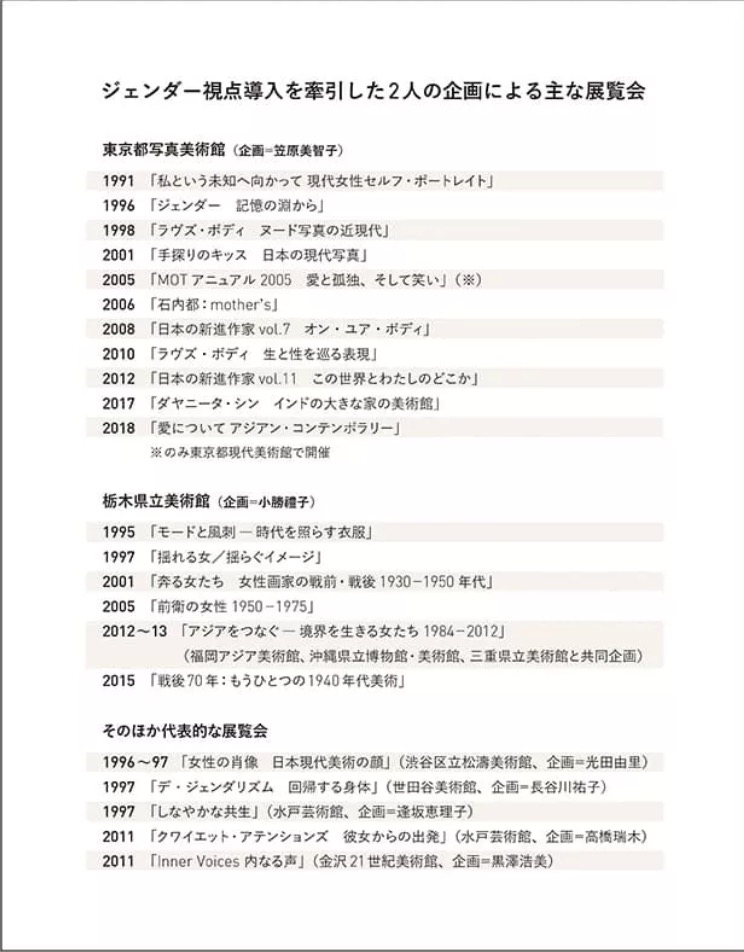 ジェンダー視点導入を牽引した2人の企画による主な展覧会
東京都写真美術館（企画=笠原美智子）
1991 「私という未知へ向かって 現代女性セルフ・ポートレイト」
1996 「ジェンダー　記憶の淵から」
1998 「ラヴズ・ボディ　ヌード写真の近現代」
2001 「手探りのキッス　日本の現代写真」
2005 「MOTアニュアル 2005　愛と孤独、そして笑い」（※）
2006 「石内都：mother's」
2008 「日本の新進作家 vol.7　オン・ユア・ボディ」
2010 「ラヴズ・ボディ　生と性を巡る表現」
2012 「日本の新進作家 vol.11　この世界とわたしのどこか」
2017 「ダヤニータ・シン　インドの大きな家の美術館」
2018 「愛について アジアン・コンテンポラリー」
※のみ東京都現代美術館で開催
栃木県立美術館（企画=小勝禮子）
1995 「モードと風刺 ― 時代を照らす衣服」
1997 「揺れる女／揺らぐイメージ」
2001 「奔る女たち　女性画家の戦前・戦後 1930−1950 年代」
2005 「前衛の女性 1950−1975」
2012〜13 「アジアをつなぐ ― 境界を生きる女たち 1984−2012」
（福岡アジア美術館、沖縄県立博物館・美術館、三重県立美術館と共同企画）
2015 「戦後70年：もうひとつの1940年代美術」
そのほか代表的な展覧会
1996〜97 「女性の肖像　日本現代美術の顔」（渋谷区立松濤美術館、企画=光田由里）
1997 「デ・ジェンダリズム　回帰する身体」（世田谷美術館、企画=長谷川祐子）
1997 「しなやかな共生」（水戸芸術館、企画=逢坂恵理子）
2011 「クワイエット・アテンションズ　彼女からの出発」（水戸芸術館、企画=高橋瑞木）
2011 「Inner Voices 内なる声」（金沢21世紀美術館、企画=黒澤浩美）